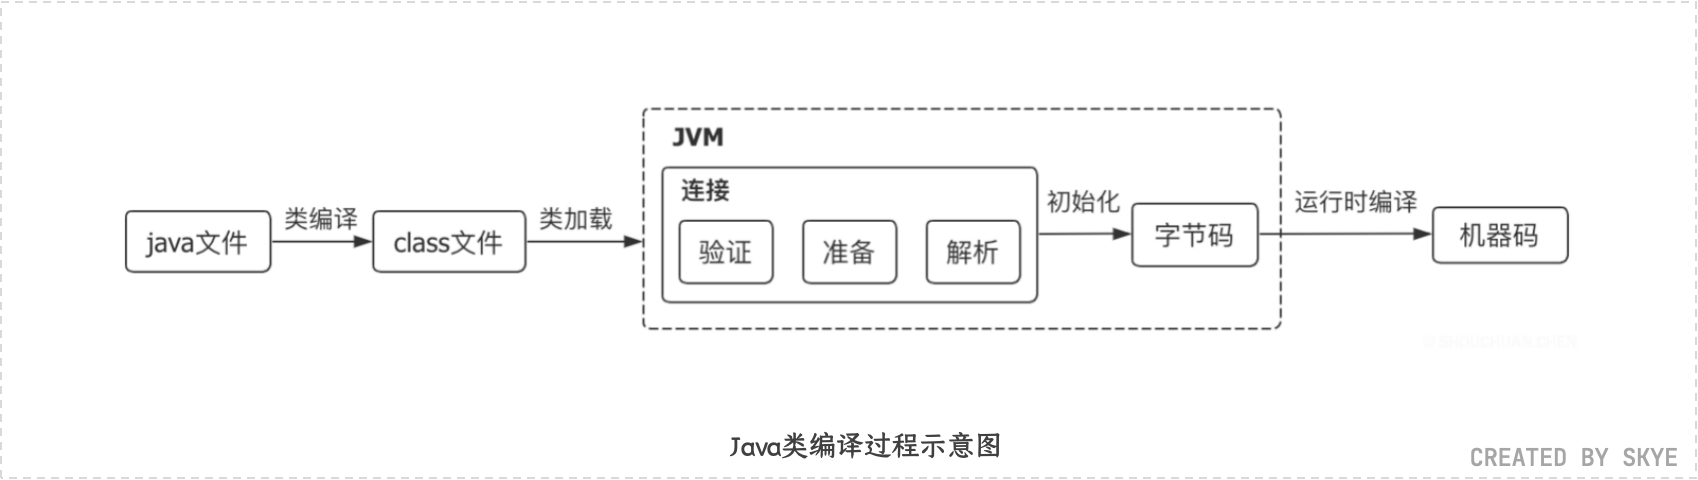 JVM
连接
java文件
类编译
class文件
类加载
验证
准备
解析
初始化
字节码
运行时编译
机器码
Java类编译过程示意图
CREATED BY SKYE